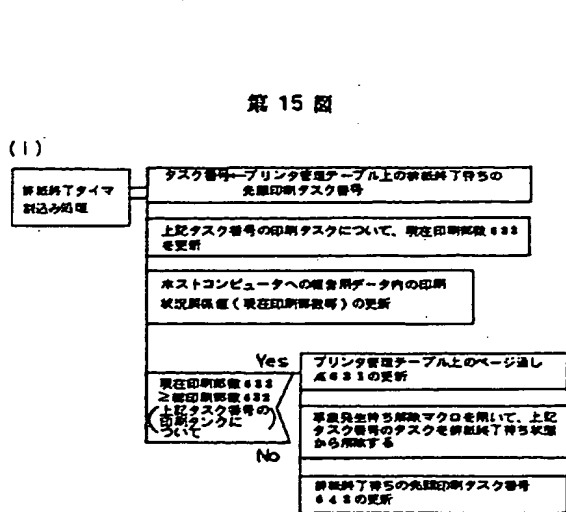 第 15 図
(i)
排紙終了タイマ
割込み処理
タスク番号←プリンタ管理テーブル上の排紙終了待ちの
先頭印刷タスク番号
上記タスク番号の印刷タスクについて、現在印刷部数633
を更新
ホストコンピュータへの報告用データ内の印刷
状況関係値(現在印刷部数等)の更新
現在印刷部数633
≥総印刷部数632
(上記タスク番号の
印刷タンクに
ついて)
Yes
No
プリンタ管理テーブル上のページ通し
631の更新
事象発生待ち解除マクロを用いて、上記
タスク番号のタスクを排紙終了待ち状態
から解除する
排紙終了待ちの先頭印刷タスク番号
643の更新